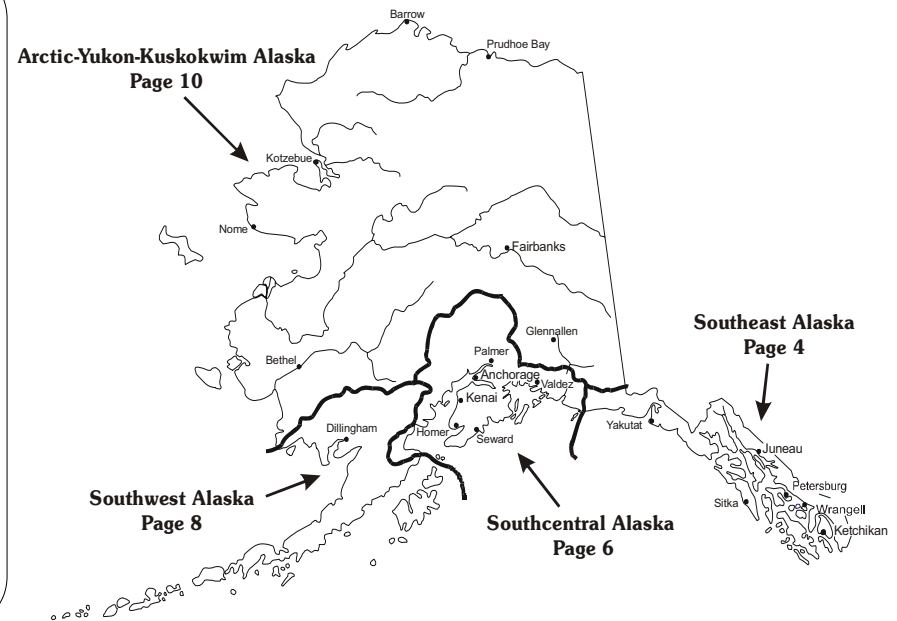 Barrow
Prudhoe Bay
Arctic-Yukon-Kuskokwim Alaska
Page 10
Kotzebue
Nome
Fairbanks
Glennallen
Southeast Alaska
Page 4
Palmer
Bethel
Anchorage
Valdez
Kenai
Dillingham
Homer
Seward
Yakutat
Juneau
Southwest Alaska
Page 8
Southcentral Alaska
Page 6
Petersburg
Sitka
Wrangell
Ketchikan